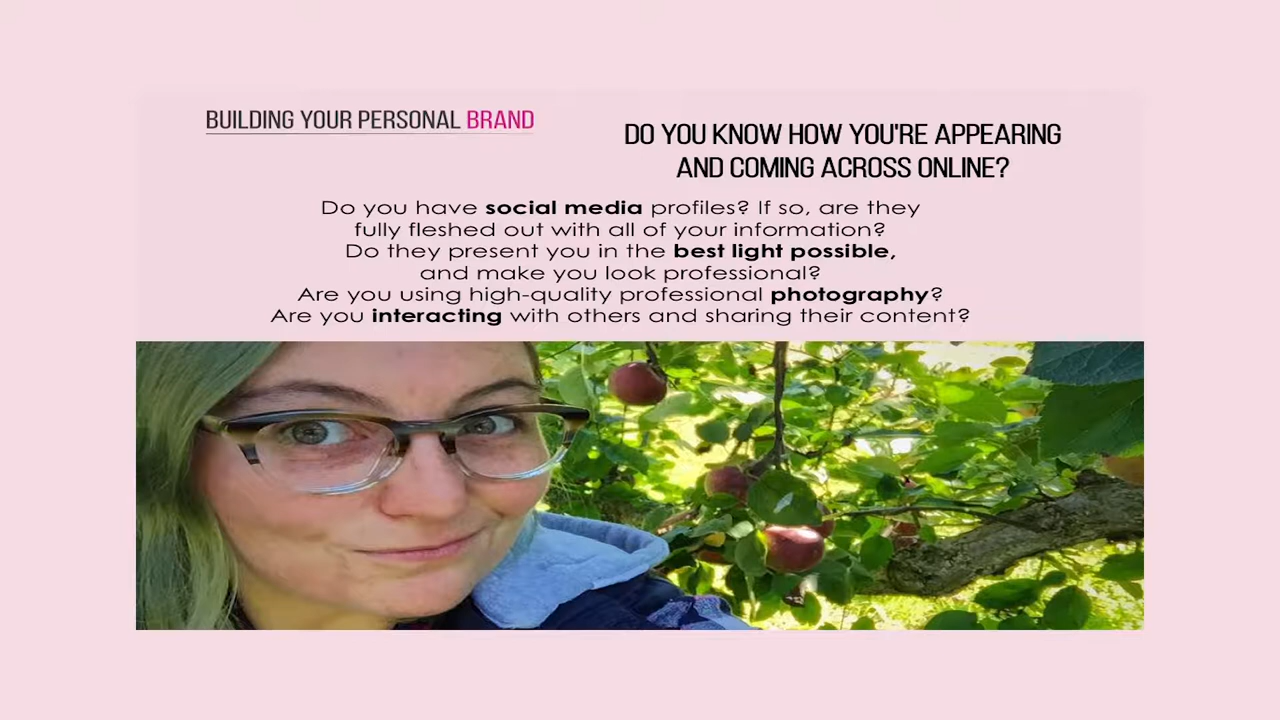 BUILDING YOUR PERSONAL BRAND
DO YOU KNOW HOW YOU'RE APPEARING
AND COMING ACROSS ONLINE?
Do you have social media profiles? If so, are they
fully fleshed out with all of your information?
Do they present you in the best light possible,
and make you look professional?
Are you using high-quality professional photography?
Are you interacting with others and sharing their content?